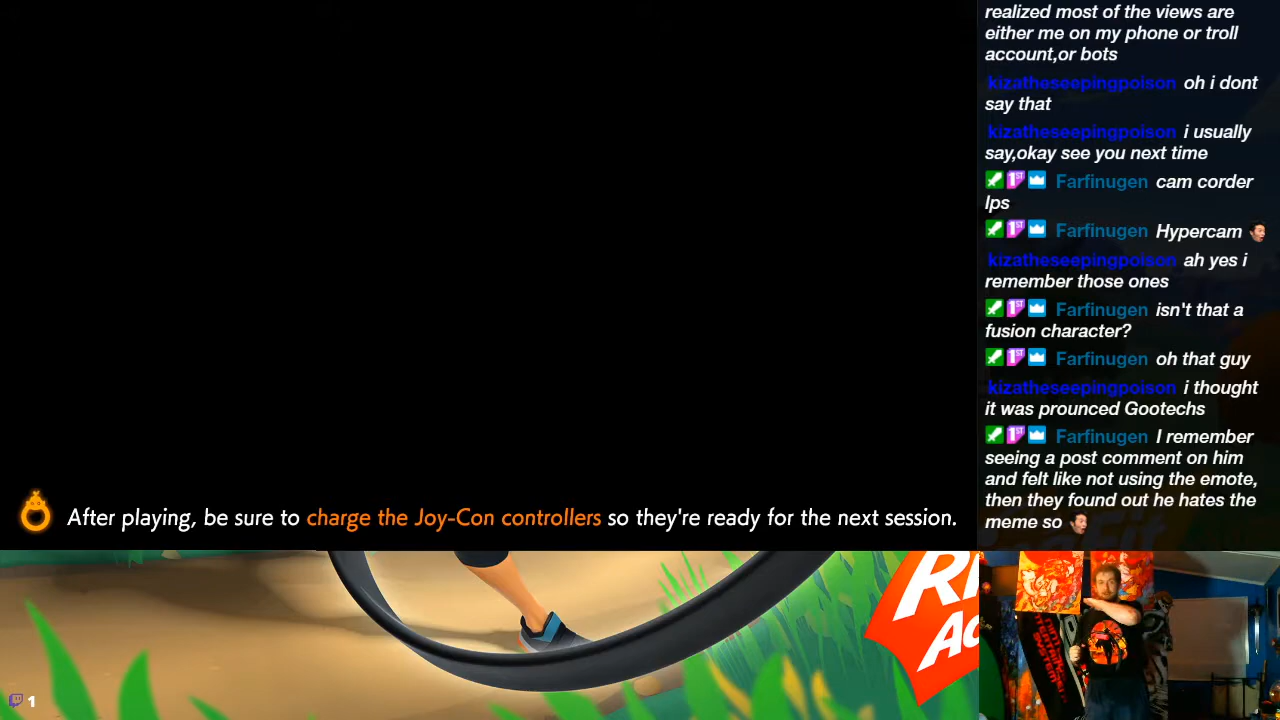 realized most of the views are
either me on my phone or troll
account,or bots
kizatheseepingpoison oh i dont
say that
kizatheseepingpoison i usually
say,okay see you next time
Farfinugen cam corder
lps
Farfinugen Hypercam
kizatheseepingpoison ah yes i
remember those ones
Farfinugen isn't that a
fusion character?
Farfinugen oh that guy
kizatheseepingpoison i thought
it was prounced Gootechs
Farfinugen I remember
seeing a post comment on him
and felt like not using the emote,
then they found out he hates the
meme so
After playing, be sure to charge the Joy-Con controllers so they're ready for the next session.
1